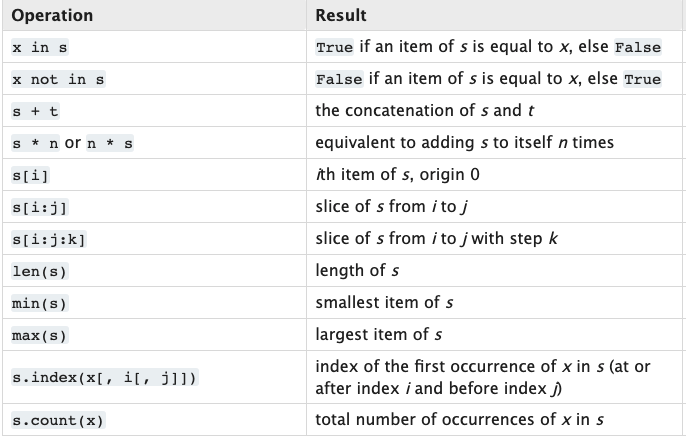 Operation Result
x in s True if an item of s is equal to x, else False
x not in s False if an item of s is equal to x, else True
s + t the concatenation of s and t
s * n or n * s equivalent to adding s to itself n times
s[i] ith item of s, origin 0
s[i:j] slice of s from i to j
s[i:j:k] slice of s from i to j with step k
len(s) length of s
min(s) smallest item of s
max(s) largest item of s
s.index(x[, i[, j]]) index of the first occurrence of x in s (at or
after index i and before index j)
s.count(x) total number of occurrences of x in s